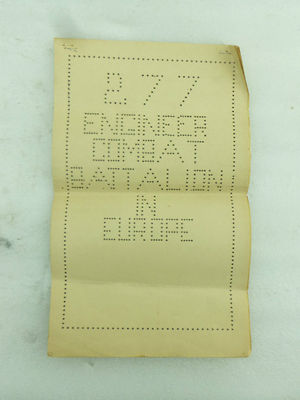 277
ENGINEER
COMBAT
BATTALION
IN
EUROPE